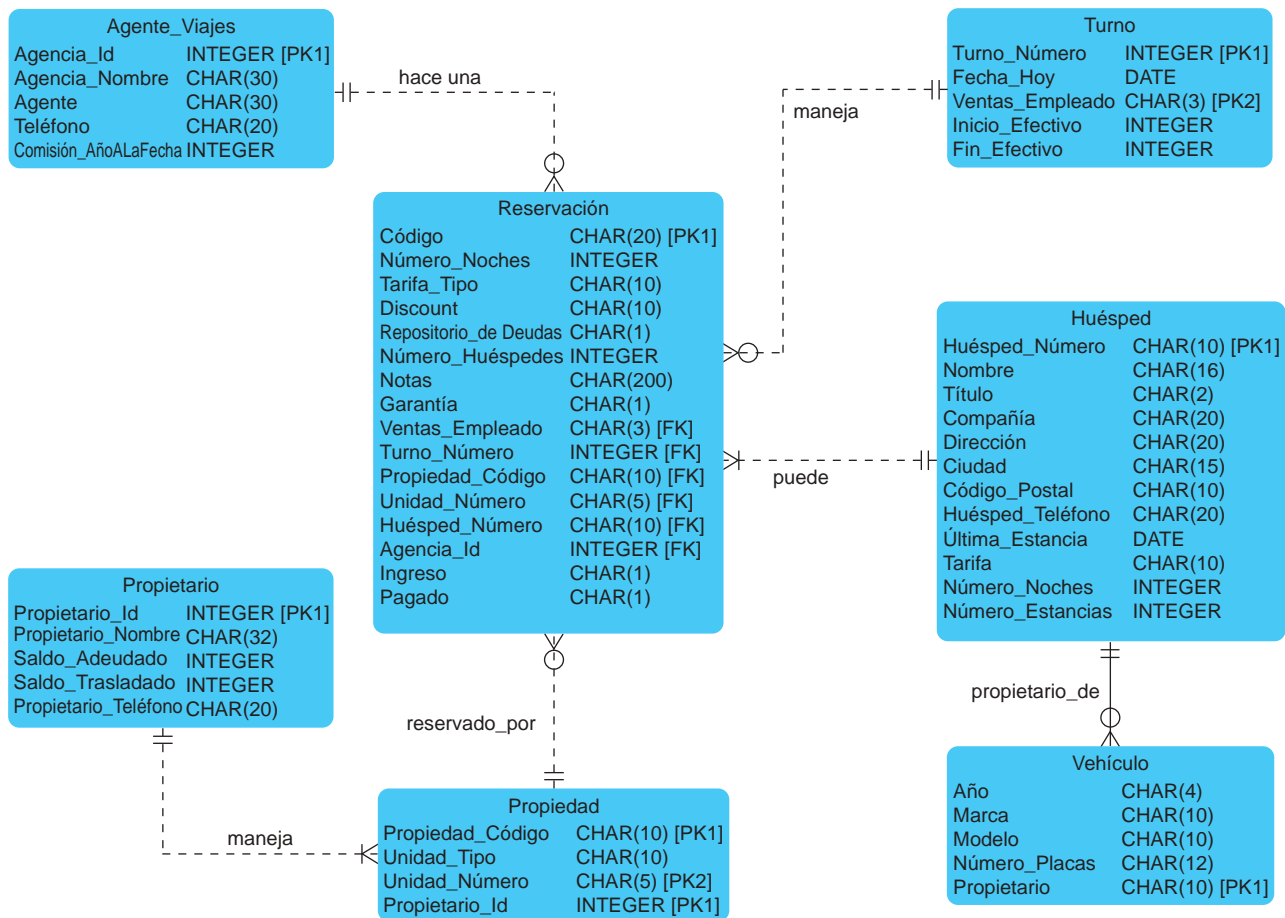 Agente_Viajes
Agencia_Id INTEGER [PK1]
Agencia_Nombre CHAR(30)
Agente CHAR(30)
Teléfono CHAR(20)
Comisión_AñoALaFecha INTEGER
hace una
Turno
Turno_Número INTEGER [PK1]
Fecha_Hoy DATE
Ventas_Empleado CHAR(3) [PK2]
Inicio_Efectivo INTEGER
Fin_Efectivo INTEGER
maneja
Reservación
Código CHAR(20) [PK1]
Número_Noches INTEGER
Tarifa_Tipo CHAR(10)
Discount CHAR(10)
Repositorio_de Deudas CHAR(1)
Número_Huéspedes INTEGER
Notas CHAR(200)
Garantía CHAR(1)
Ventas_Empleado CHAR(3) [FK]
Turno_Número INTEGER [FK]
Propiedad_Código CHAR(10) [FK]
Unidad_Número CHAR(5) [FK]
Huésped_Número CHAR(10) [FK]
Agencia_Id INTEGER [FK]
Ingreso CHAR(1)
Pagado CHAR(1)
puede
Huésped
Huésped_Número CHAR(10) [PK1]
Nombre CHAR(16)
Título CHAR(2)
Compañía CHAR(20)
Dirección CHAR(20)
Ciudad CHAR(15)
Código_Postal CHAR(10)
Huésped_Teléfono CHAR(20)
Última_Estancia DATE
Tarifa CHAR(10)
Número_Noches INTEGER
Número_Estancias INTEGER
Propietario
Propietario_Id INTEGER [PK1]
Propietario_Nombre CHAR(32)
Saldo_Adeudado INTEGER
Saldo_Trasladado INTEGER
Propietario_Teléfono CHAR(20)
reservado_por
propietario_de
maneja
Propiedad
Propiedad_Código CHAR(10) [PK1]
Unidad_Tipo CHAR(10)
Unidad_Número CHAR(5) [PK2]
Propietario_Id INTEGER [PK1]
Vehículo
Año CHAR(4)
Marca CHAR(10)
Modelo CHAR(10)
Número_Placas CHAR(12)
Propietario CHAR(10) [PK1]